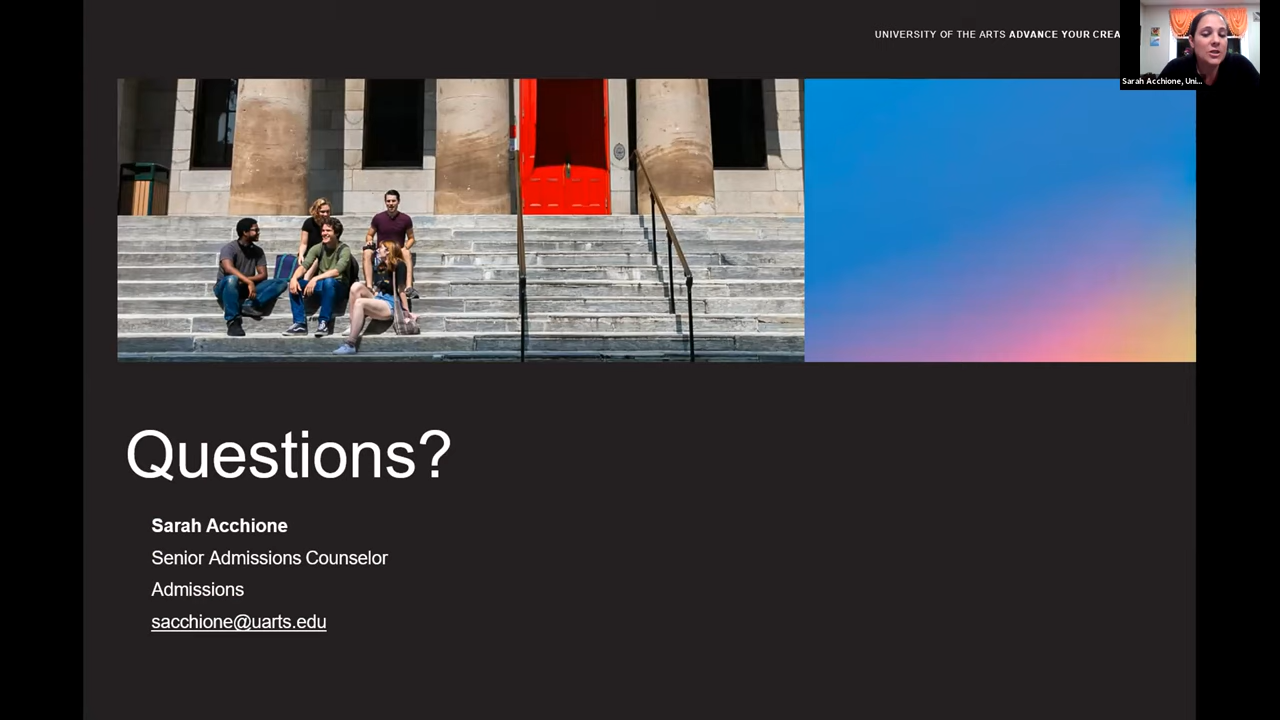 UNIVERSITY OF THE ARTS ADVANCE YOUR CREA
Sarah Acchione, Uni...
Questions?
Sarah Acchione
Senior Admissions Counselor
Admissions
sacchione@uarts.edu